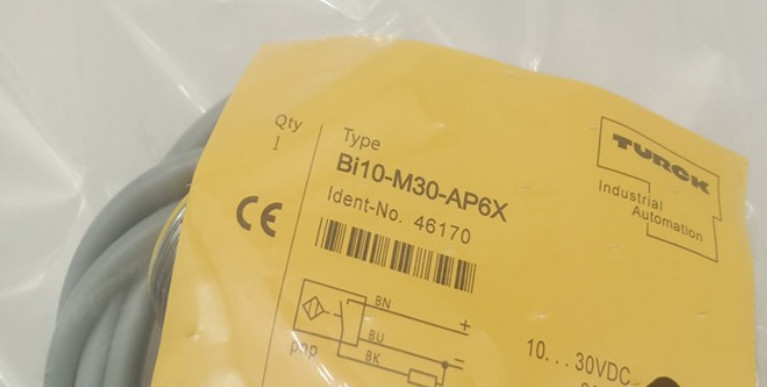 Qty
1
Type
Bi10-M30-AP6X
Ident-No. 46170
CE
TURCK
Industrial
Automation
BN
+
BU
-
BK
pnp
10...30VDC